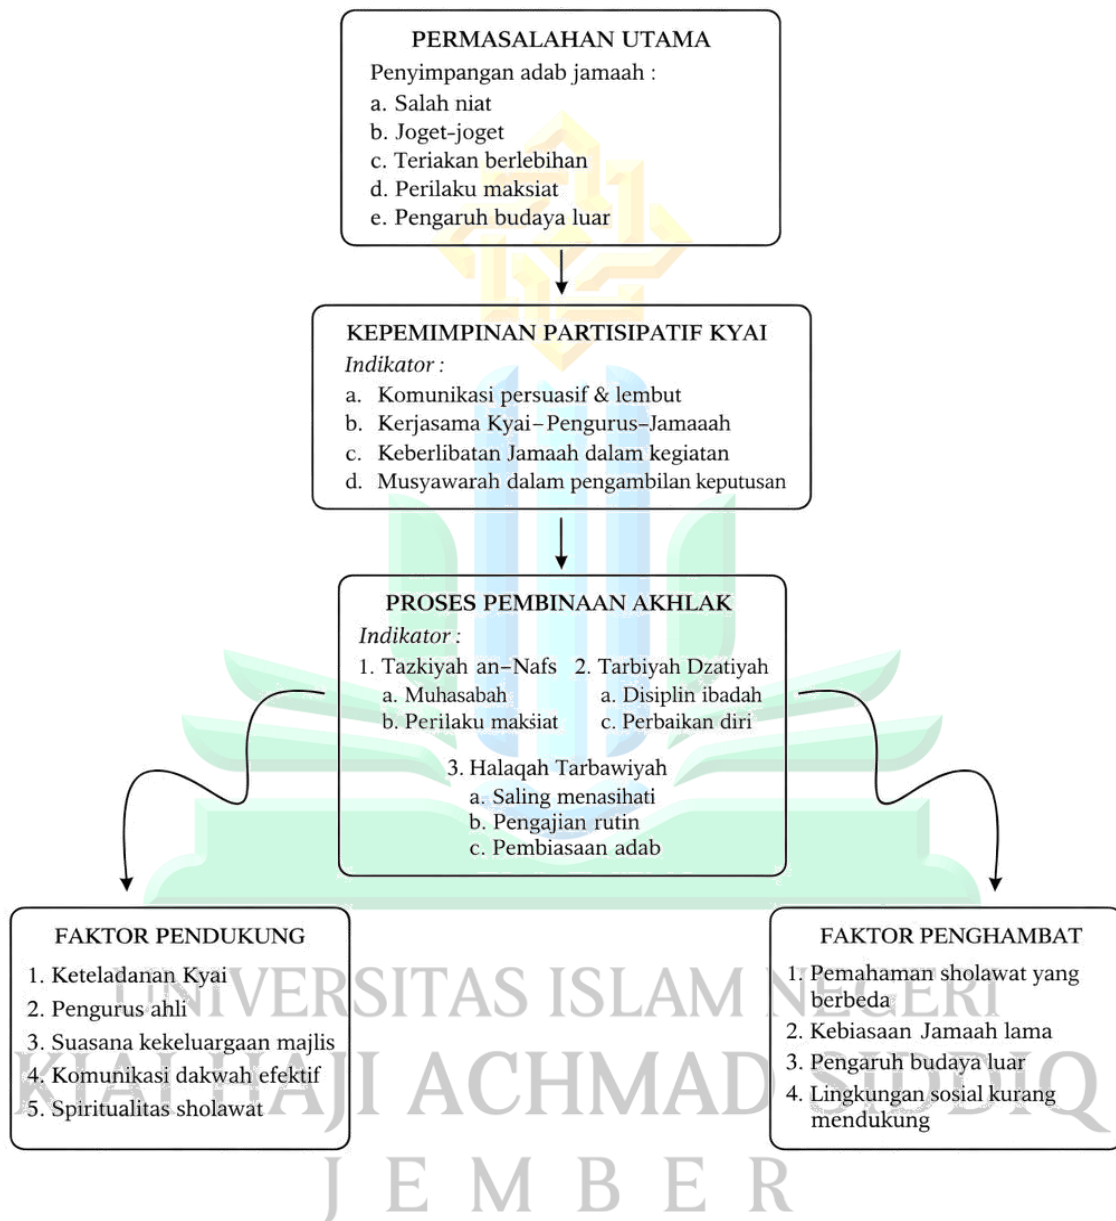 PERMASALAHAN UTAMA
Penyimpangan adab jamaah :
a. Salah niat
b. Joget-joget
c. Teriakan berlebihan
d. Perilaku maksiat
e. Pengaruh budaya luar
KEPEMIMPINAN PARTISIPATIF KYAI
Indikator :
a. Komunikasi persuasif & lembut
b. Kerjasama Kyai–Pengurus–Jamaaah
c. Keberlibatan Jamaah dalam kegiatan
d. Musyawarah dalam pengambilan keputusan
PROSES PEMBINAAN AKHLAK
Indikator :
1. Tazkiyah an–Nafs
a. Muhasabah
b. Perilaku maksiat
2. Tarbiyah Dzatiyah
a. Disiplin ibadah
c. Perbaikan diri
3. Halaqah Tarbawiyah
a. Saling menasihati
b. Pengajian rutin
c. Pembiasaan adab
FAKTOR PENDUKUNG
1. Keteladanan Kyai
2. Pengurus ahli
3. Suasana kekeluargaan majlis
4. Komunikasi dakwah efektif
5. Spiritualitas sholawat
FAKTOR PENGHAMBAT
1. Pemahaman sholawat yang
berbeda
2. Kebiasaan Jamaah lama
3. Pengaruh budaya luar
4. Lingkungan sosial kurang
mendukung
UNIVERSITAS ISLAM NEGERI
KIAI HAJI ACHMAD SIDDIQ
JEMBER